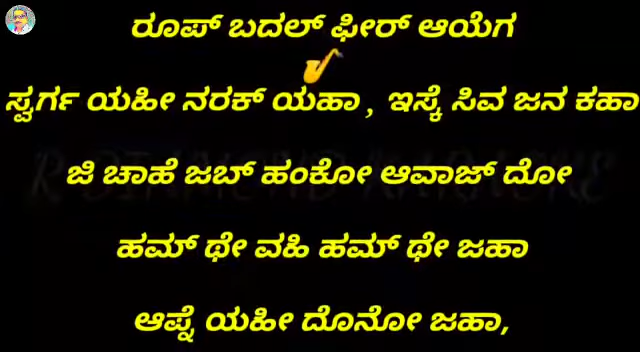 ರೂಪ್ ಬದಲ್ ಫೀರ್ ಆಯೆಗ
ಸ್ವರ್ಗ ಯಹೀ ನರಕ್ ಯಹಾ , ಇಸ್ಕೆ ಸಿವ ಜನ ಕಹಾ
ಜಿ ಚಾಹೆ ಜಬ್ ಹಂಕೋ ಆವಾಜ್ ದೋ
ಹಮ್ ಥೇ ವಹಿ ಹಮ್ ಥೇ ಜಹಾ
ಆಪ್ನೆ ಯಹೀ ದೊನೋ ಜಹಾ,